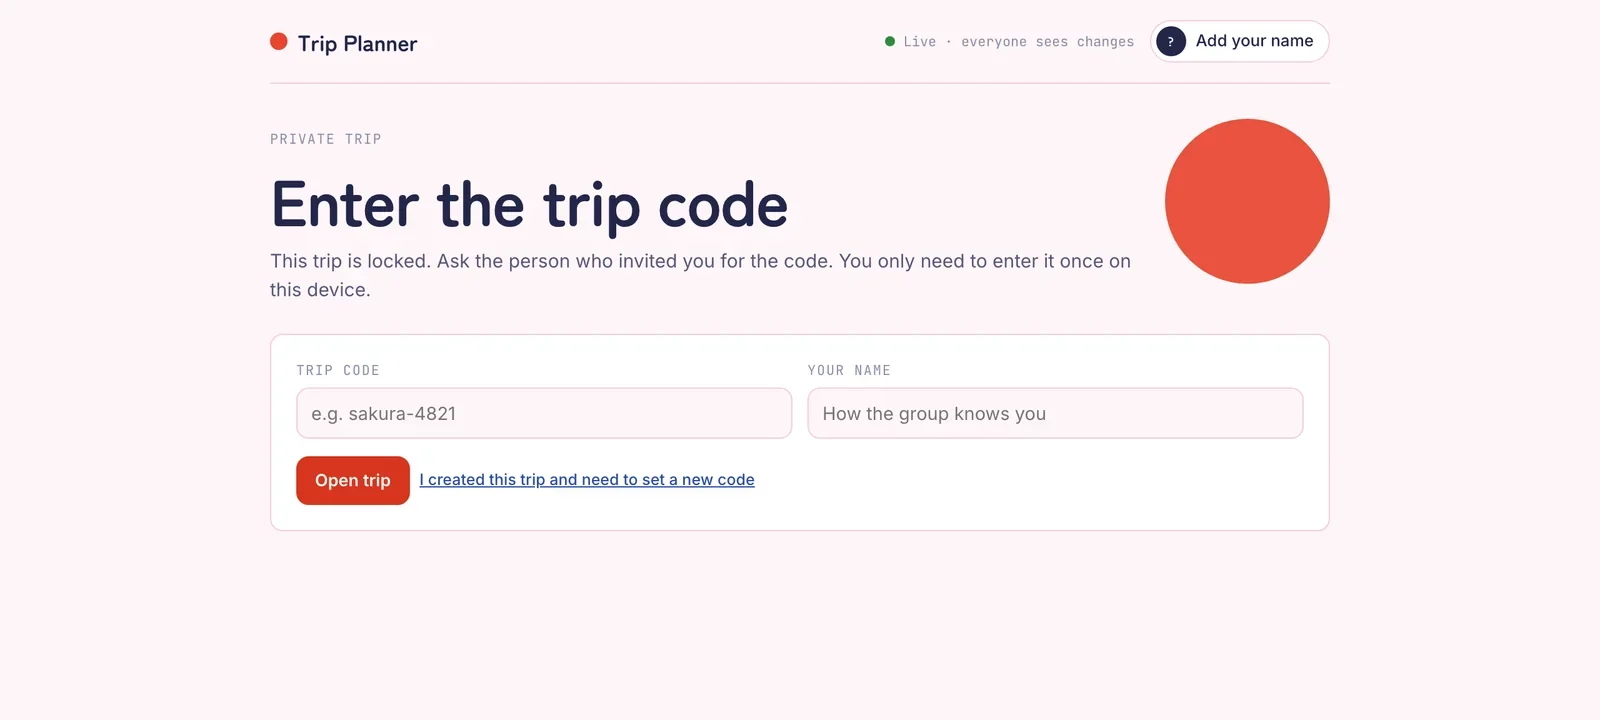 Trip Planner
Live · everyone sees changes
?
Add your name
PRIVATE TRIP
Enter the trip code
This trip is locked. Ask the person who invited you for the code. You only need to enter it once on
this device.
TRIP CODE
YOUR NAME
e.g. sakura-4821
How the group knows you
Open trip
I created this trip and need to set a new code